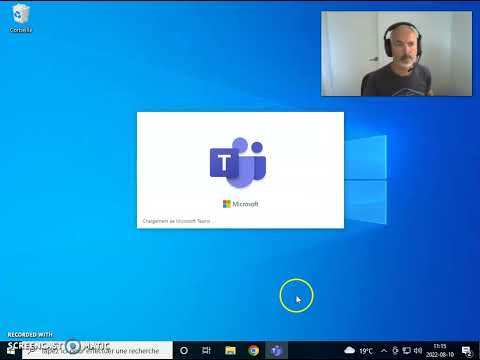 Corbeille
T
Microsoft
Chargement de Microsoft Teams...
RECORDED WITH
SCREENCAST MATIC
Tapez ici pour effectuer une recherche
19°C
11:15
2022-08-10